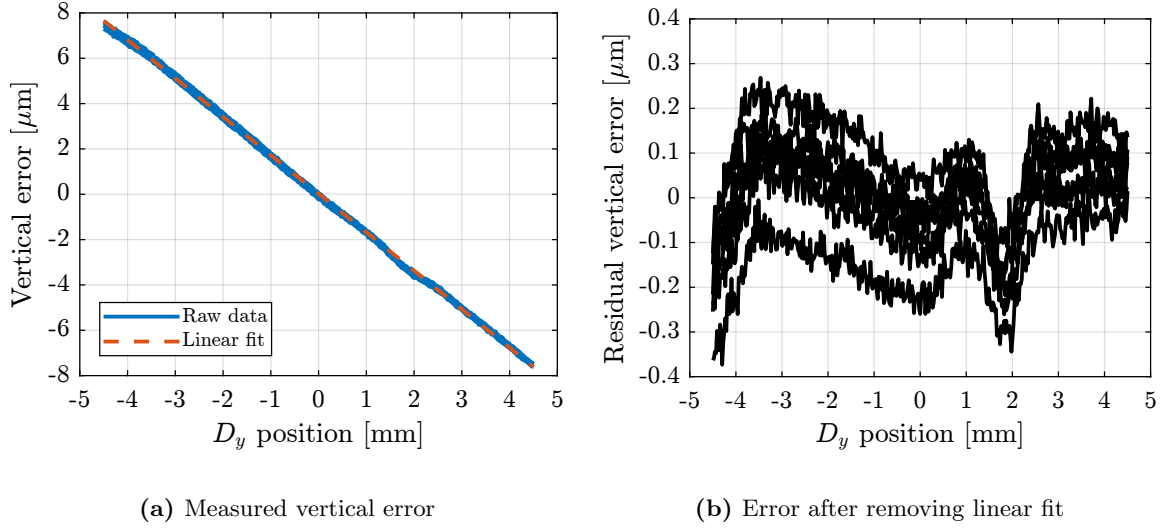 8
6
4
2
0
-2
-4
-6
-8
Vertical error [μm]
Raw data
Linear fit
-5 -4 -3 -2 -1 0 1 2 3 4 5
D_y position [mm]
(a) Measured vertical error
0.4
0.3
0.2
0.1
0
-0.1
-0.2
-0.3
-0.4
Residual vertical error [μm]
-5 -4 -3 -2 -1 0 1 2 3 4 5
D_y position [mm]
(b) Error after removing linear fit